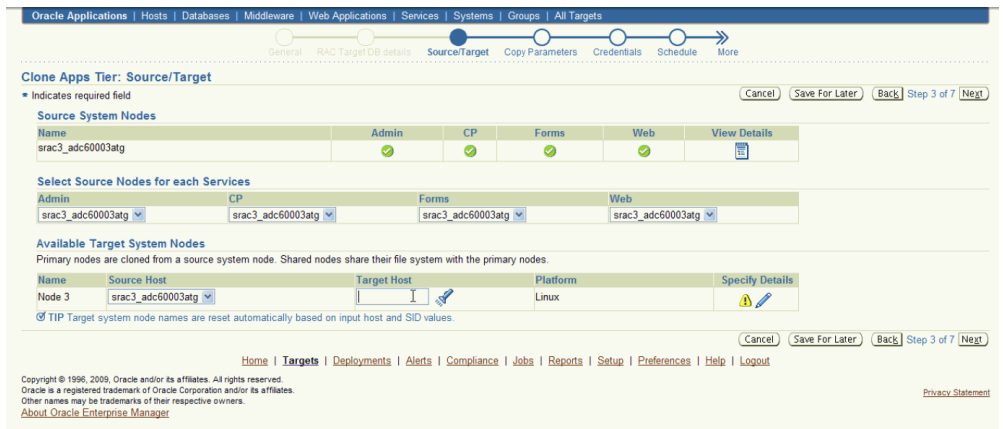 Oracle Applications | Hosts | Databases | Middleware | Web Applications | Services | Systems | Groups | All Targets
General RAC Target DB details Source/Target Copy Parameters Credentials Schedule More
Clone Apps Tier: Source/Target
* Indicates required field Cancel Save For Later Back Step 3 of 7 Next
Source System Nodes
Name Admin CP Forms Web View Details
srac3_adc60003atg
Select Source Nodes for each Services
Admin CP Forms Web
srac3_adc60003atg srac3_adc60003atg srac3_adc60003atg srac3_adc60003atg
Available Target System Nodes
Primary nodes are cloned from a source system node. Shared nodes share their file system with the primary nodes.
Name Source Host Target Host Platform Specify Details
Node 3 srac3_adc60003atg Linux
TIP Target system node names are reset automatically based on input host and SID values.
Cancel Save For Later Back Step 3 of 7 Next
Home | Targets | Deployments | Alerts | Compliance | Jobs | Reports | Setup | Preferences | Help | Logout
Copyright © 1996, 2009, Oracle and/or its affiliates. All rights reserved.
Oracle is a registered trademark of Oracle Corporation and/or its affiliates.
Other names may be trademarks of their respective owners.
About Oracle Enterprise Manager
Privacy Statement